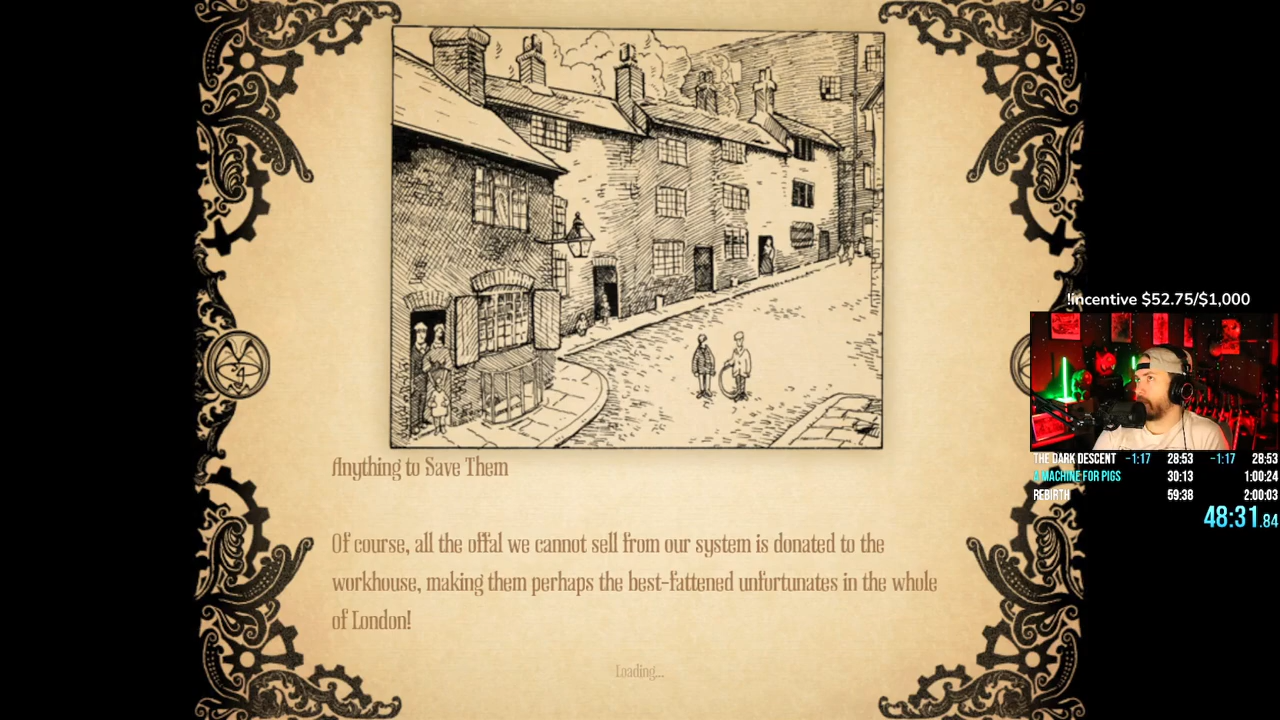 Anything to Save Them
Of course, all the offal we cannot sell from our system is donated to the
workhouse, making them perhaps the best-fattened unfortunates in the whole
of London!
Loading...
!incentive $52.75/$1,000
THE DARK DESCENT -1:17 28:53 -1:17 28:53
A MACHINE FOR PIGS 30:13 1:00:24
REBIRTH 59:38 2:00:03
48:31.84